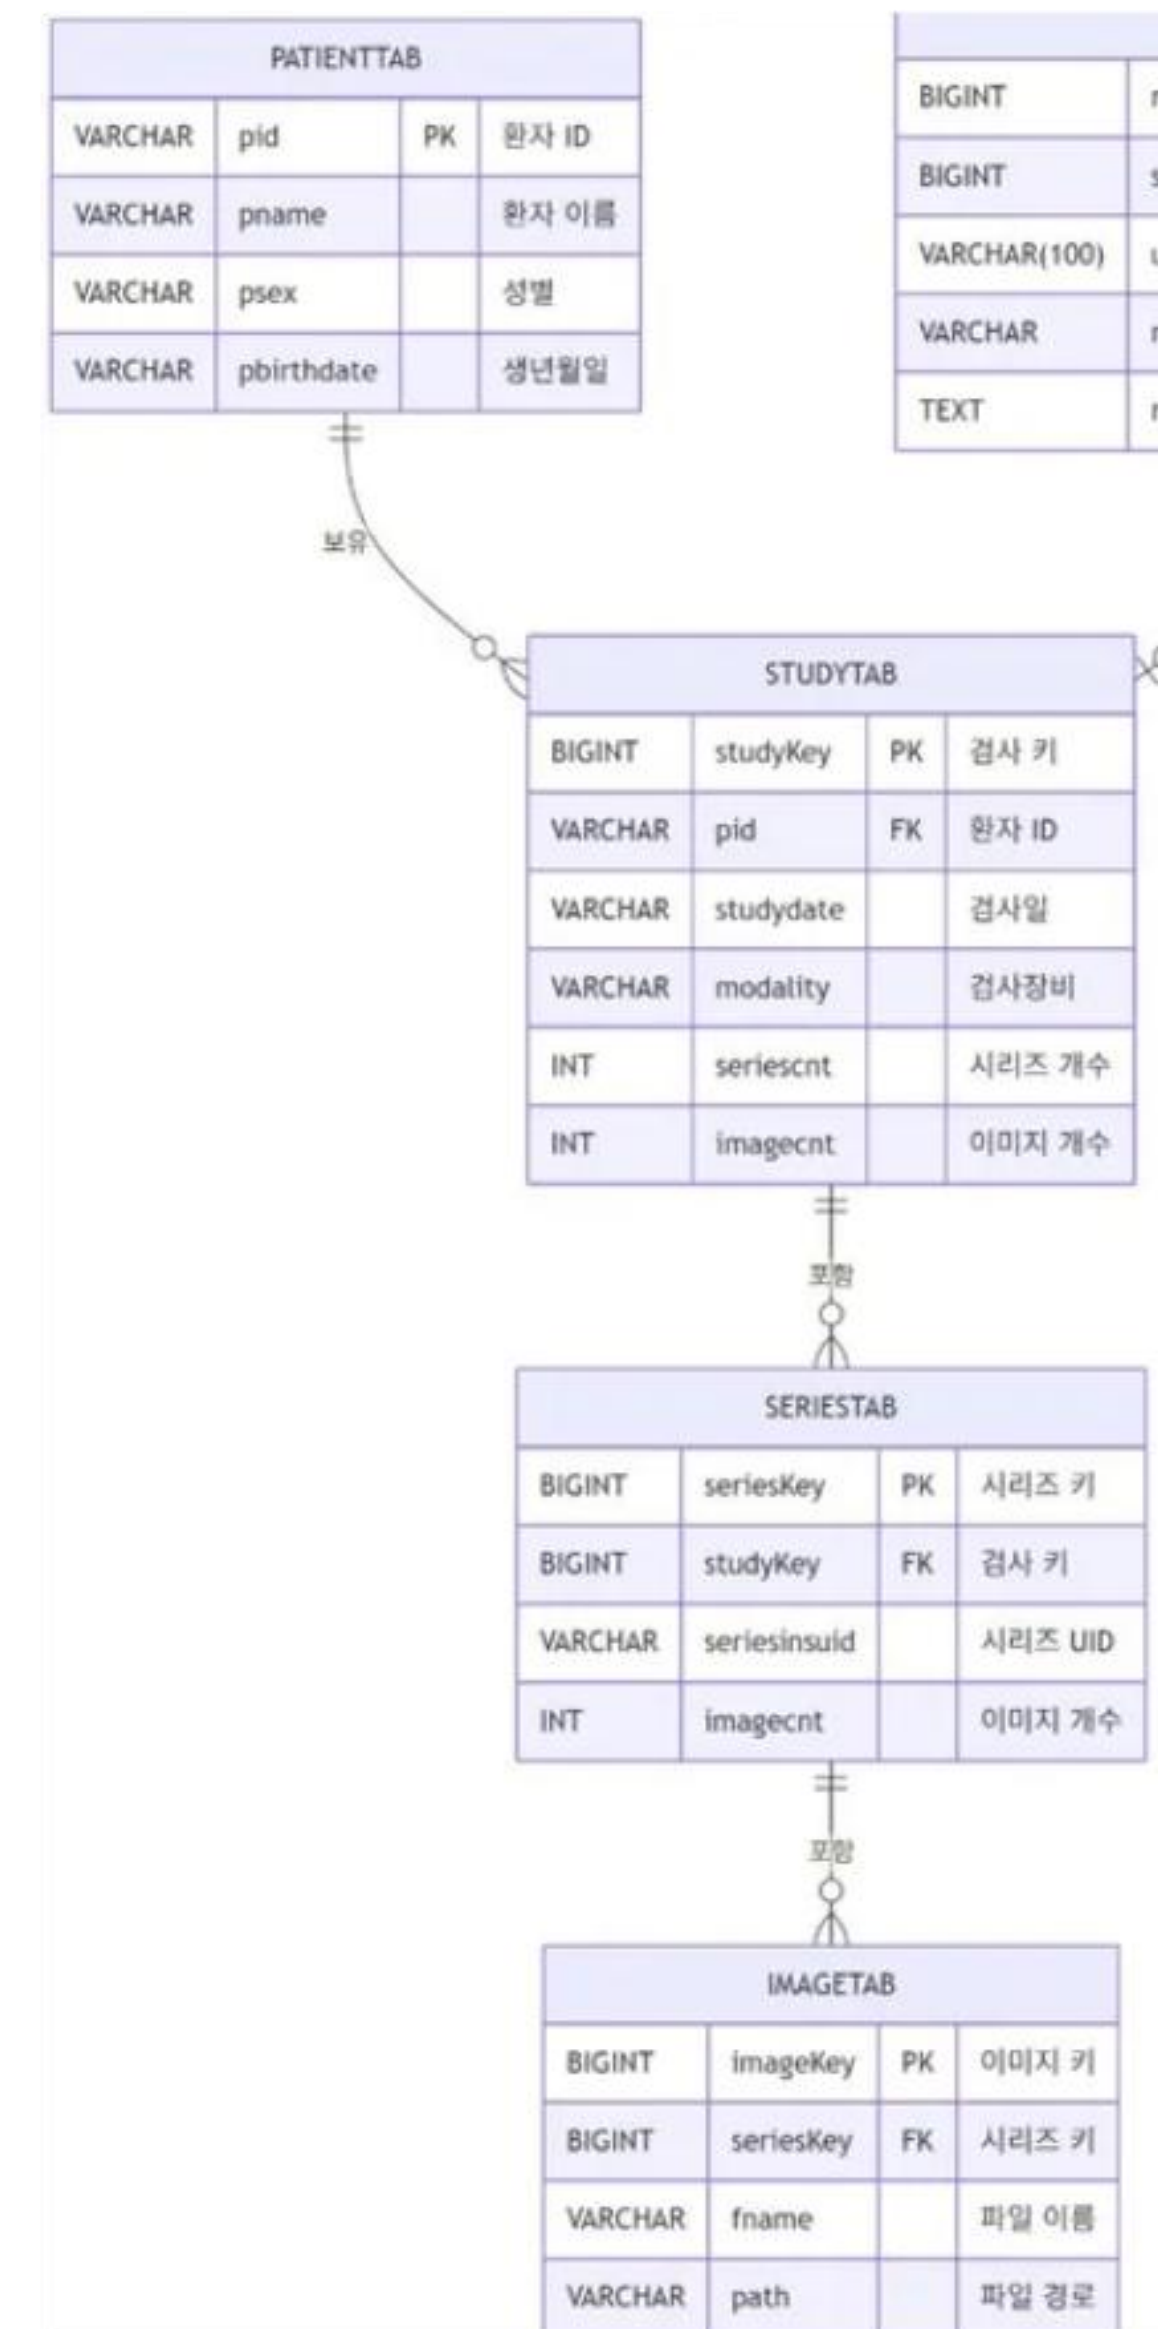 PATIENTTAB
VARCHAR pid PK 환자 ID
VARCHAR pname 환자 이름
VARCHAR psex 성별
VARCHAR pbirthdate 생년월일
BIGINT
BIGINT
VARCHAR(100)
VARCHAR
TEXT
보유
STUDYTAB
BIGINT studyKey PK 검사 키
VARCHAR pid FK 환자 ID
VARCHAR studydate 검사일
VARCHAR modality 검사장비
INT seriescnt 시리즈 개수
INT imagecnt 이미지 개수
포함
SERIESTAB
BIGINT seriesKey PK 시리즈 키
BIGINT studyKey FK 검사 키
VARCHAR seriesinsuid 시리즈 UID
INT imagecnt 이미지 개수
포함
IMAGETAB
BIGINT imageKey PK 이미지 키
BIGINT seriesKey FK 시리즈 키
VARCHAR fname 파일 이름
VARCHAR path 파일 경로